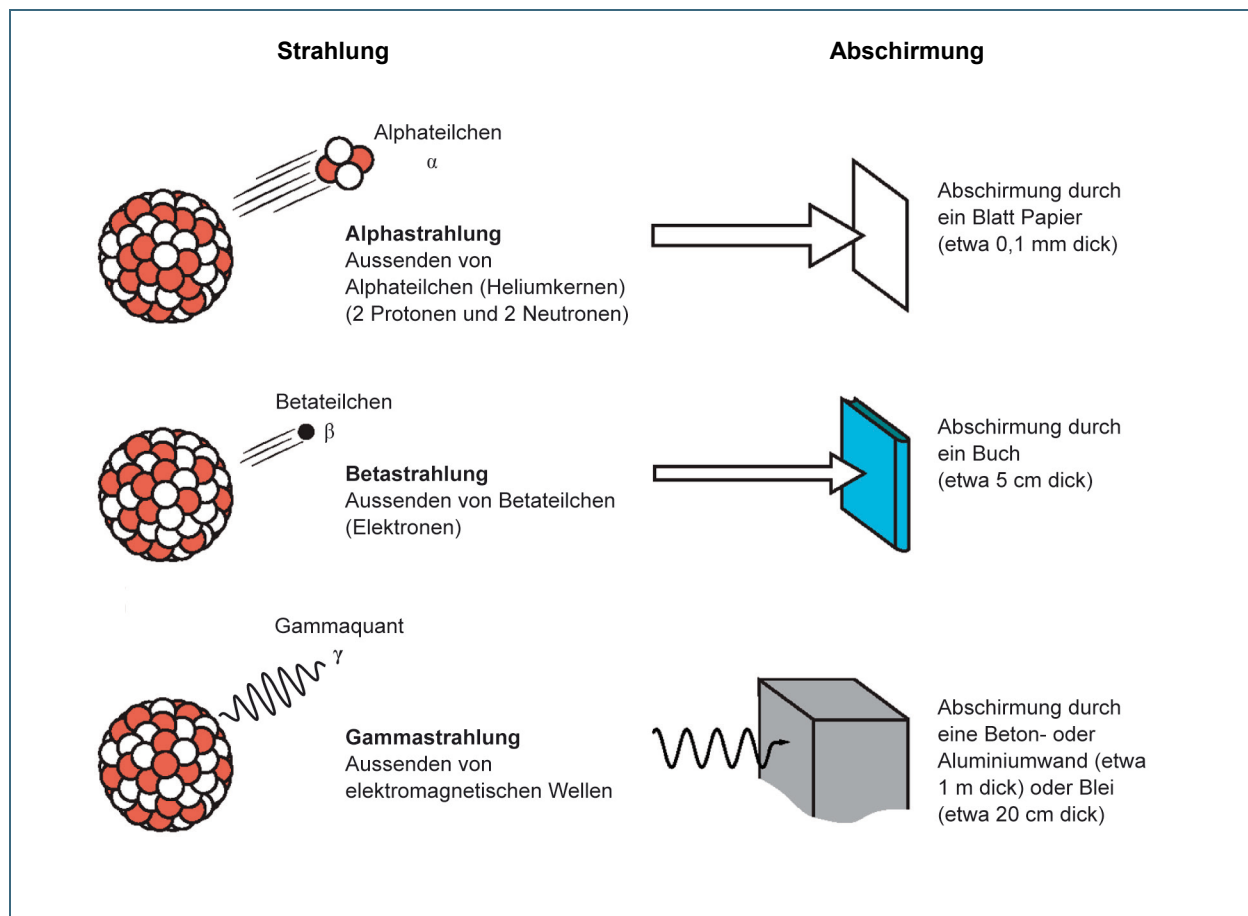 Strahlung
Abschirmung
Alphateilchen
α
Alphastrahlung
Aussenden von
Alphateilchen (Heliumkernen)
(2 Protonen und 2 Neutronen)
Abschirmung durch
ein Blatt Papier
(etwa 0,1 mm dick)
Betateilchen
β
Betastrahlung
Aussenden von Betateilchen
(Elektronen)
Abschirmung durch
ein Buch
(etwa 5 cm dick)
Gammaquant
γ
Gammastrahlung
Aussenden von
elektromagnetischen Wellen
Abschirmung durch
eine Beton- oder
Aluminiumwand (etwa
1 m dick) oder Blei
(etwa 20 cm dick)